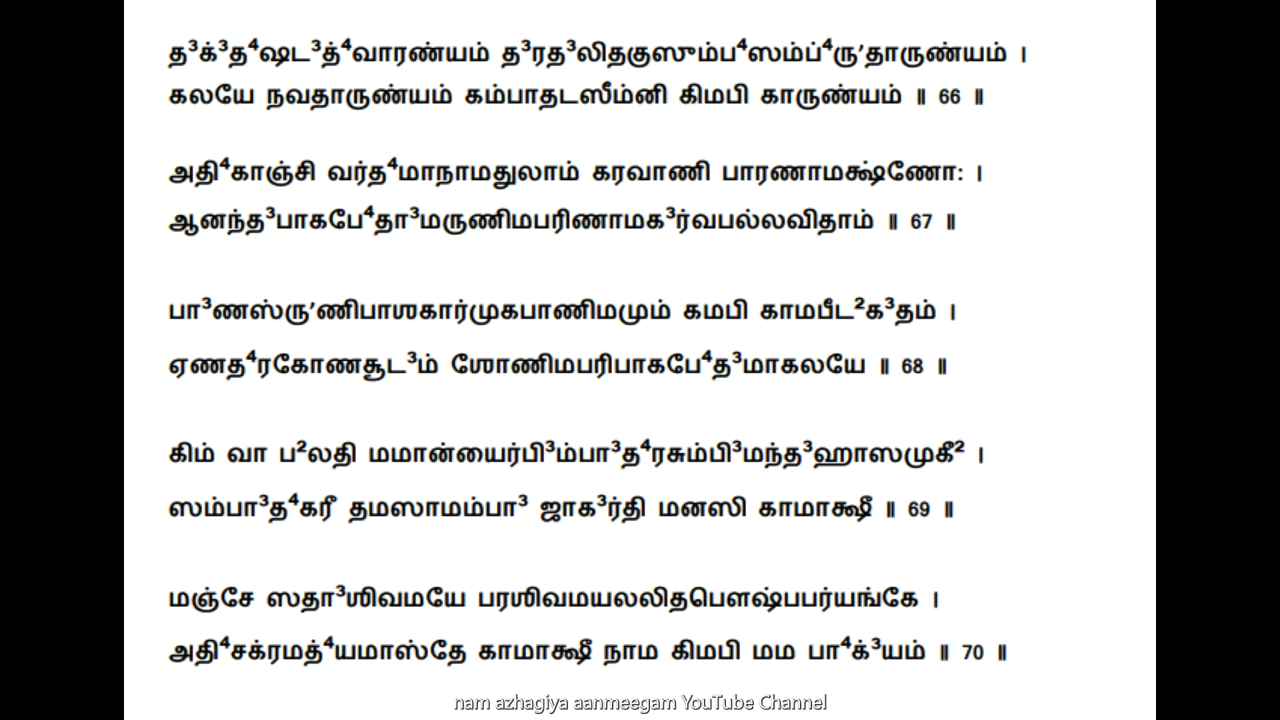 த³க்³த⁴ஷட³த்⁴வாரண்யம் த³ரத³லிதகுஸும்ப⁴ஸம்ப்⁴ரு’தாருண்யம் ।
கலயே நவதாருண்யம் கம்பாதடஸீம்னி கிமபி காருண்யம் ॥ 66 ॥
அதி⁴காஞ்சி வர்த⁴மாநாமதுலாம் கரவாணி பாரணாமக்ஷ்ணோ: ।
ஆனந்த³பாகபே⁴தா³மருணிமபரிணாமக³ர்வபல்லவிதாம் ॥ 67 ॥
பா³ணஸ்ரு’ணிபாஶகார்முகபாணிமமும் கமபி காமபீட²க³தம் ।
ஏணத⁴ரகோணசூட³ம் ஶோணிமபரிபாகபே⁴த³மாகலயே ॥ 68 ॥
கிம் வா ப²லதி மமான்யைர்பி³ம்பா³த⁴ரசும்பி³மந்த³ஹாஸமுகீ² ।
ஸம்பா³த⁴கரீ தமஸாமம்பா³ ஜாக³ர்தி மனஸி காமாக்ஷீ ॥ 69 ॥
மஞ்சே ஸதா³ஶிவமயே பரஶிவமயலலிதபௌஷ்பபர்யங்கே ।
அதி⁴சக்ரமத்⁴யமாஸ்தே காமாக்ஷீ நாம கிமபி மம பா⁴க்³யம் ॥ 70 ॥
nam azhagiya aanmeegam YouTube Channel